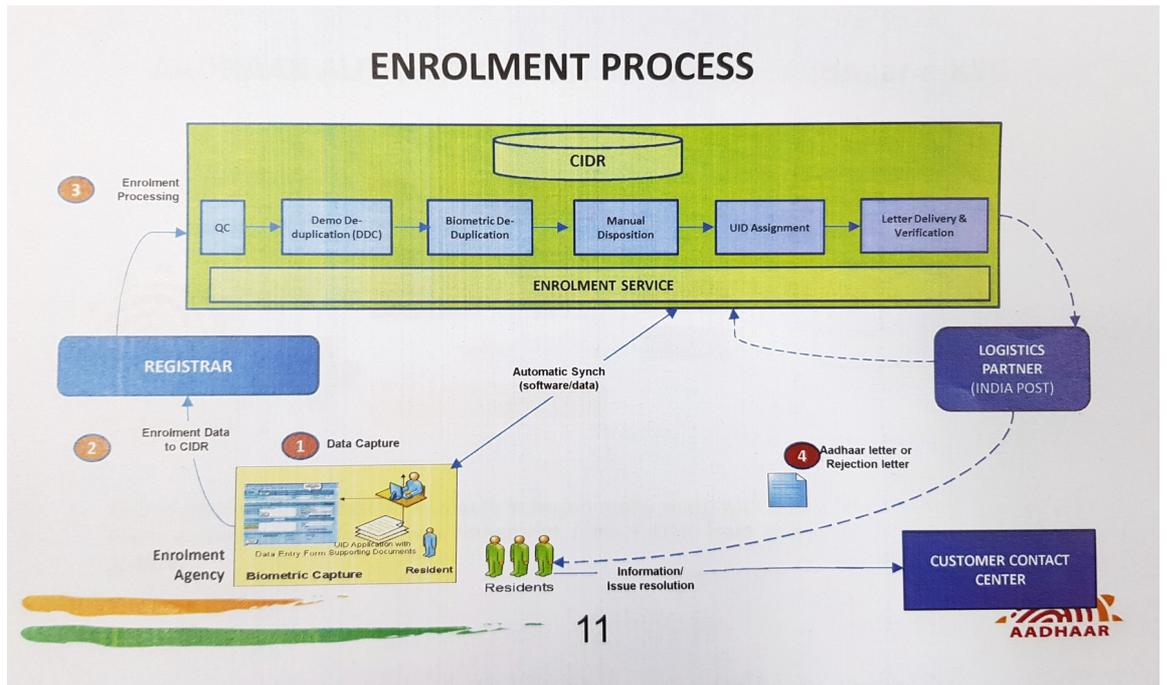 ENROLMENT PROCESS
CIDR
3
Enrolment
Processing
QC
Demo De-
duplication (DDC)
Biometric De-
Duplication
Manual
Disposition
UID Assignment
Letter Delivery &
Verification
ENROLMENT SERVICE
REGISTRAR
LOGISTICS
PARTNER
(INDIA POST)
Automatic Synch
(software/data)
2
Enrolment Data
to CIDR
1
Data Capture
4
Aadhaar letter or
Rejection letter
UID Application with
Data Entry Form Supporting Documents
Resident
Biometric Capture
Enrolment
Agency
Residents
Information/
Issue resolution
CUSTOMER CONTACT
CENTER
11
AADHAAR